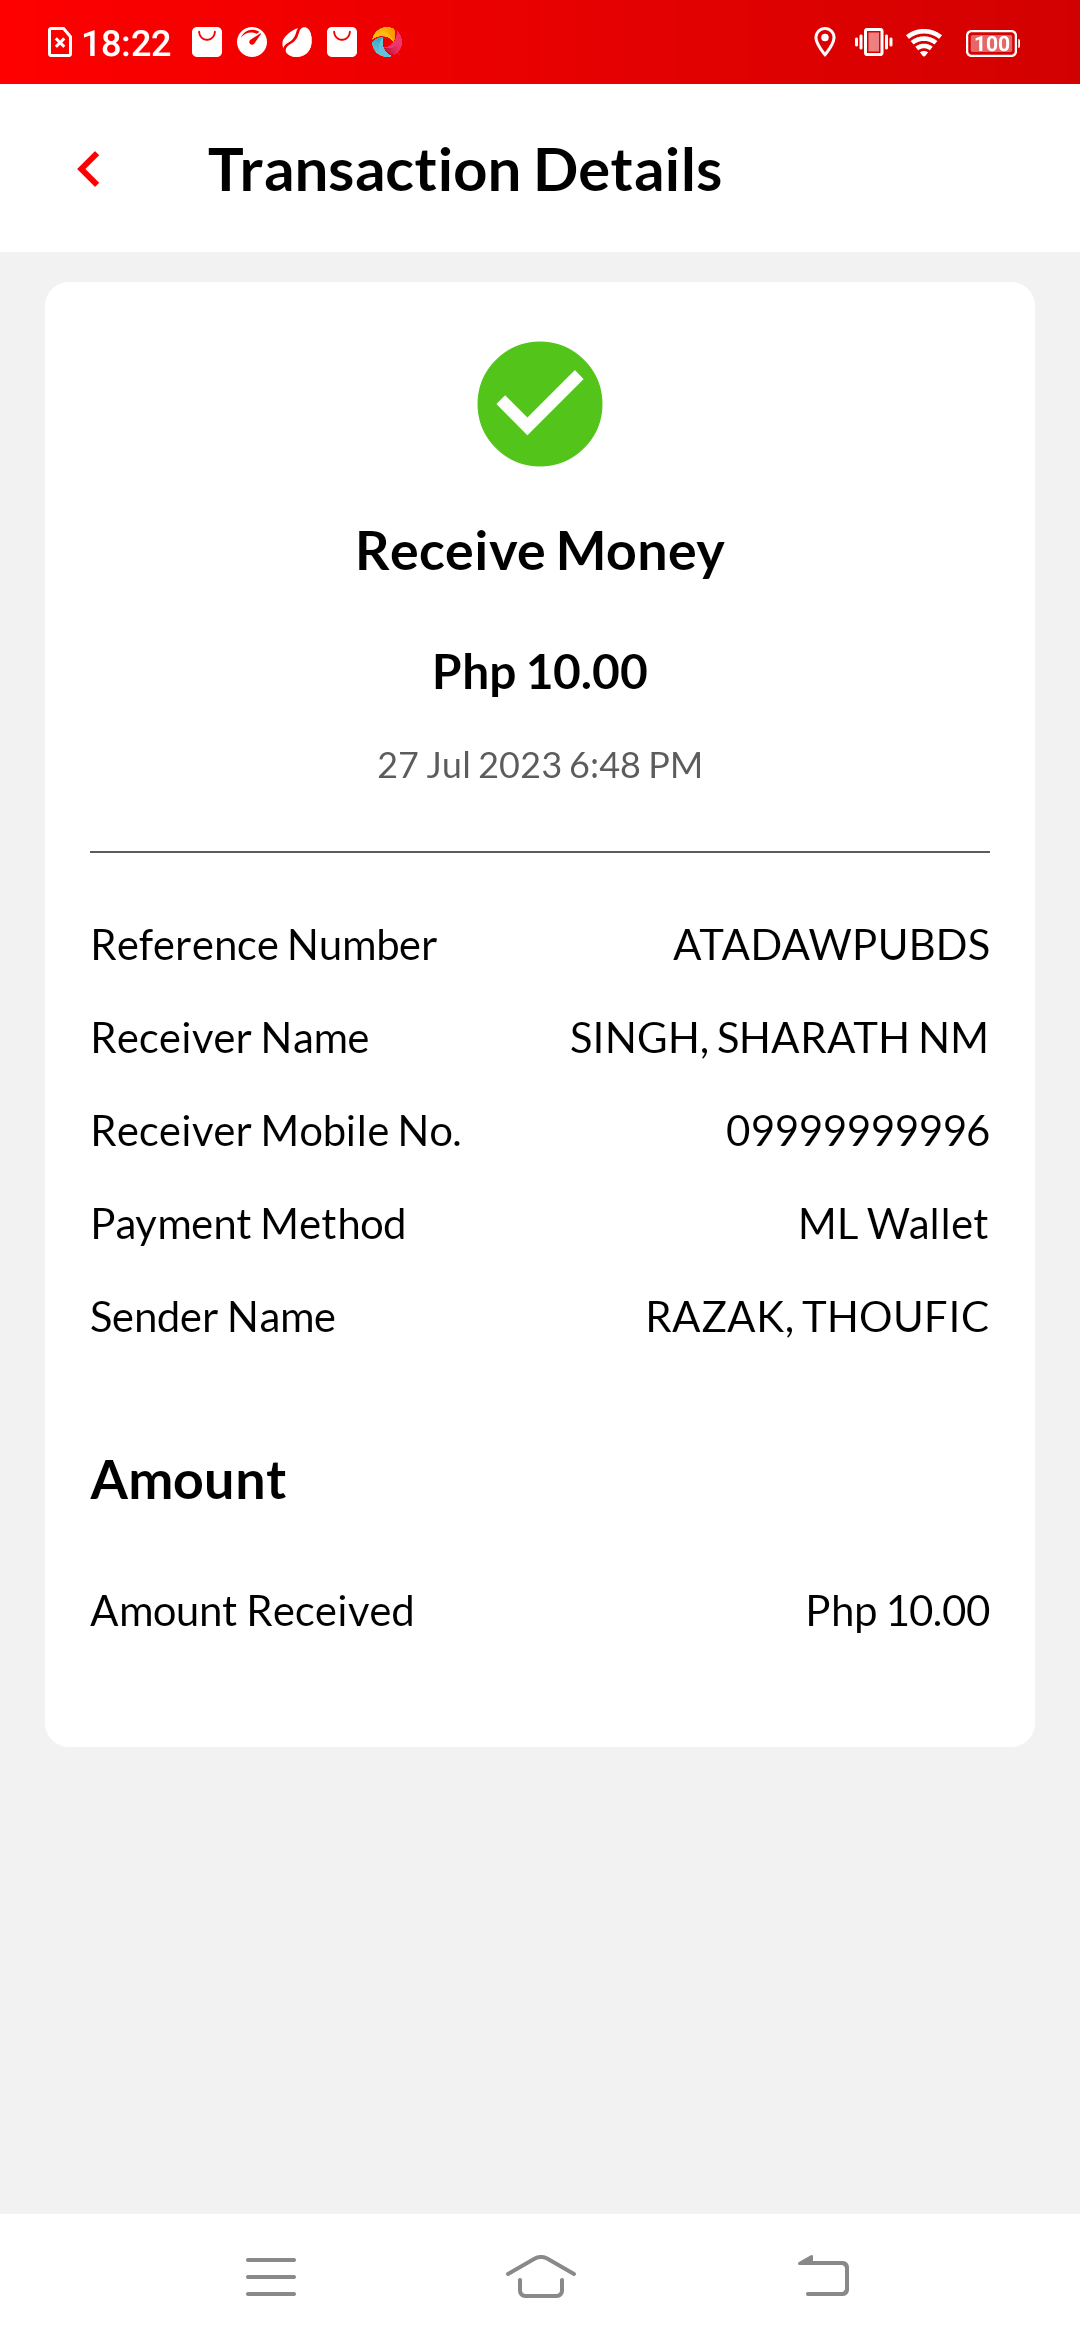 18:22
100
Transaction Details
Receive Money
Php 10.00
27 Jul 2023 6:48 PM
Reference Number ATADAWPUBDS
Receiver Name SINGH, SHARATH NM
Receiver Mobile No. 09999999996
Payment Method ML Wallet
Sender Name RAZAK, THOUFIC
Amount
Amount Received Php 10.00